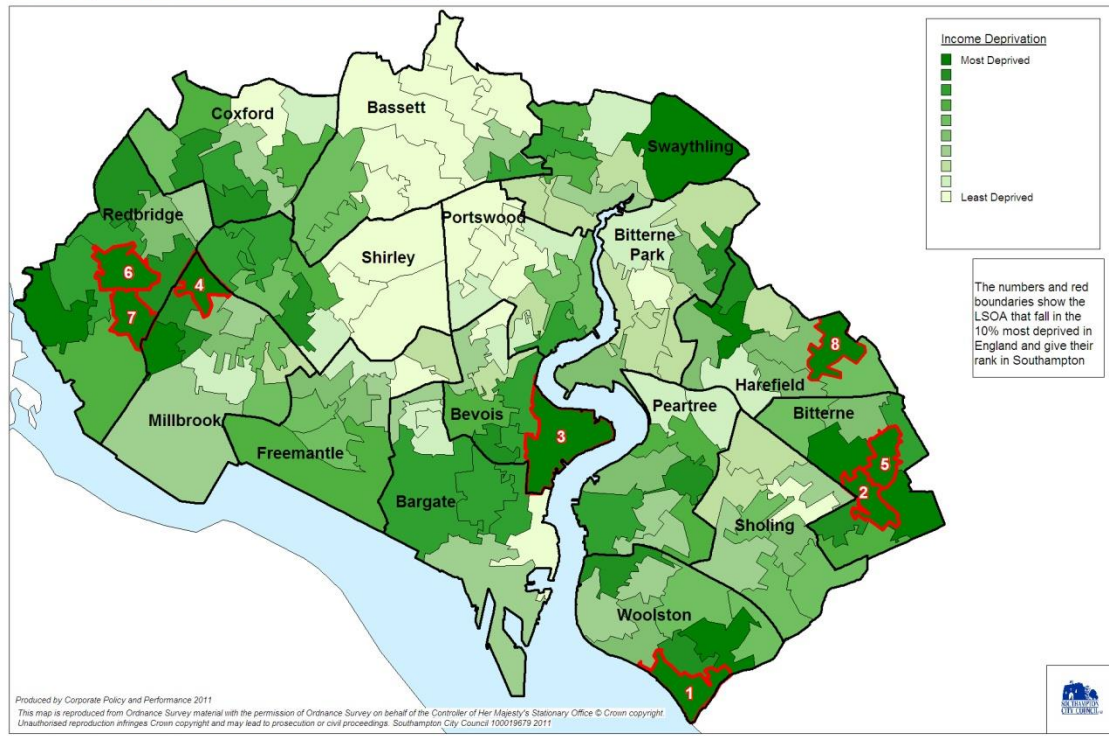 Income Deprivation
Most Deprived
Least Deprived
The numbers and red
boundaries show the
LSOA that fall in the
10% most deprived in
England and give their
rank in Southampton
Coxford
Bassett
Swaythling
Redbridge
Portswood
Bitterne
Park
Shirley
6
4
7
8
Harefield
Millbrook
Bevois
Peartree
Bitterne
Freemantle
3
5
Bargate
2
Sholing
Woolston
1
Produced by Corporate Policy and Performance 2011
This map is reproduced from Ordnance Survey material with the permission of Ordnance Survey on behalf of the Controller of Her Majesty's Stationary Office © Crown copyright.
Unauthorised reproduction infringes Crown copyright and may lead to prosecution or civil proceedings. Southampton City Council 100019679 2011
SOUTHAMPTON
CITY COUNCIL